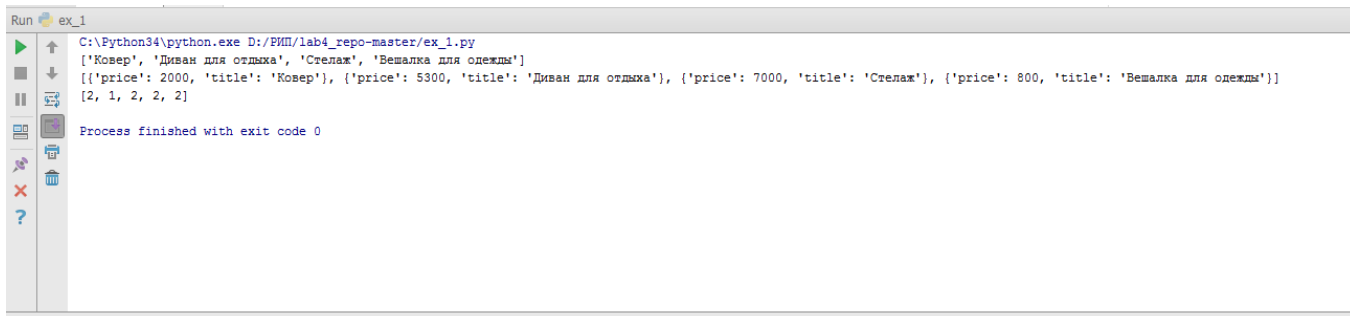 Run ex_1
C:\Python34\python.exe D:/РИП/lab4_repo-master/ex_1.py
['Ковер', 'Диван для отдыха', 'Стелаж', 'Вешалка для одежды']
[{'price': 2000, 'title': 'Ковер'}, {'price': 5300, 'title': 'Диван для отдыха'}, {'price': 7000, 'title': 'Стелаж'}, {'price': 800, 'title': 'Вешалка для одежды'}]
[2, 1, 2, 2, 2]
Process finished with exit code 0